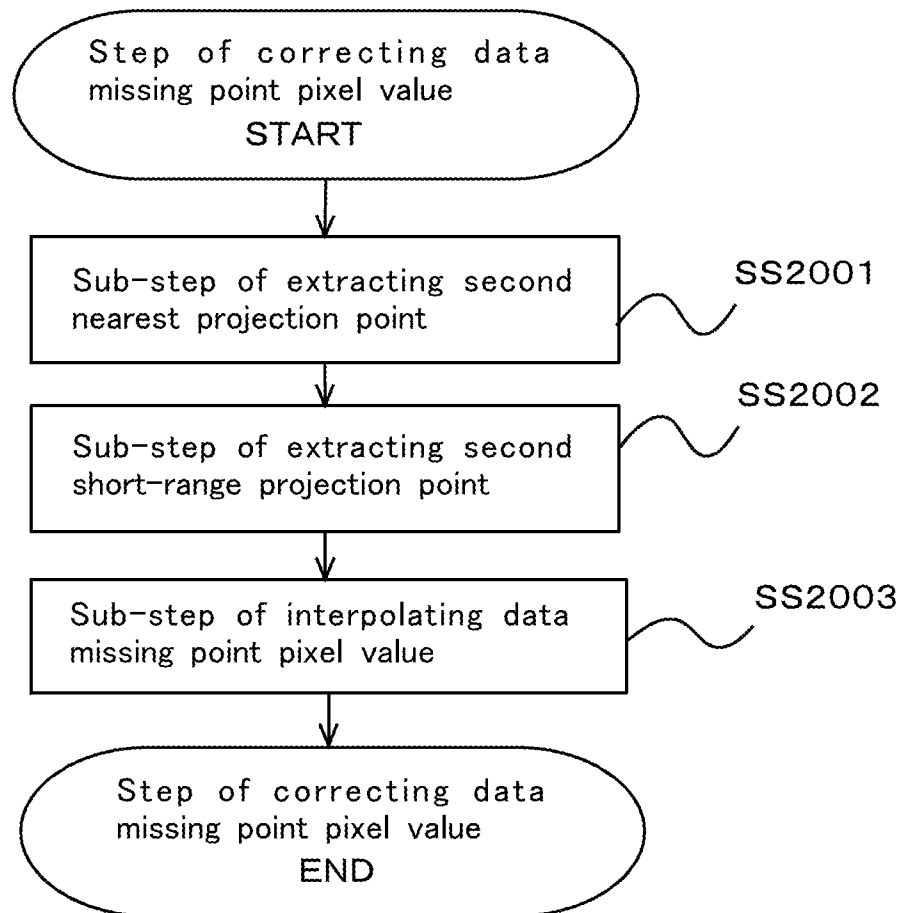 Step of correcting data
missing point pixel value
START
Sub-step of extracting second
nearest projection point
SS2001
Sub-step of extracting second
short-range projection point
SS2002
Sub-step of interpolating data
missing point pixel value
SS2003
Step of correcting data
missing point pixel value
END